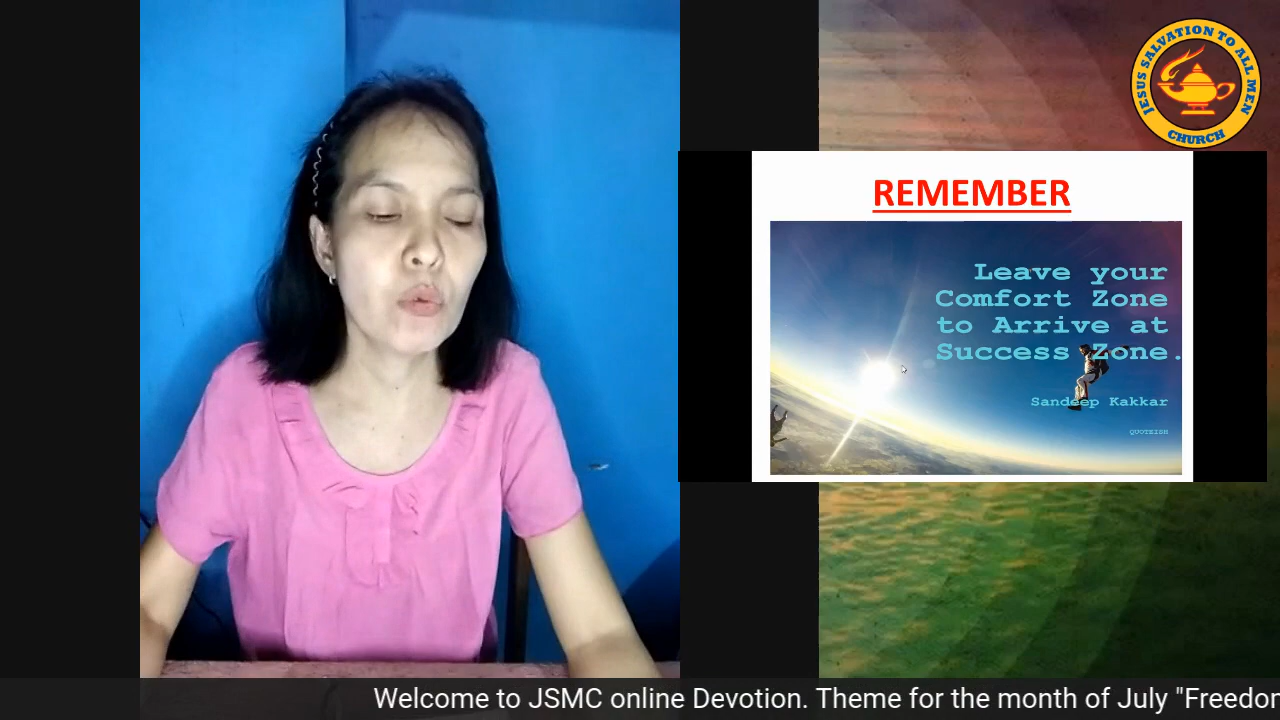 JESUS SALVATION TO ALL MEN
CHURCH
REMEMBER
Leave your
Comfort Zone
to Arrive at
Success Zone.
Sandeep Kakkar
QUOTEISH
Welcome to JSMC online Devotion. Theme for the month of July "Freedom